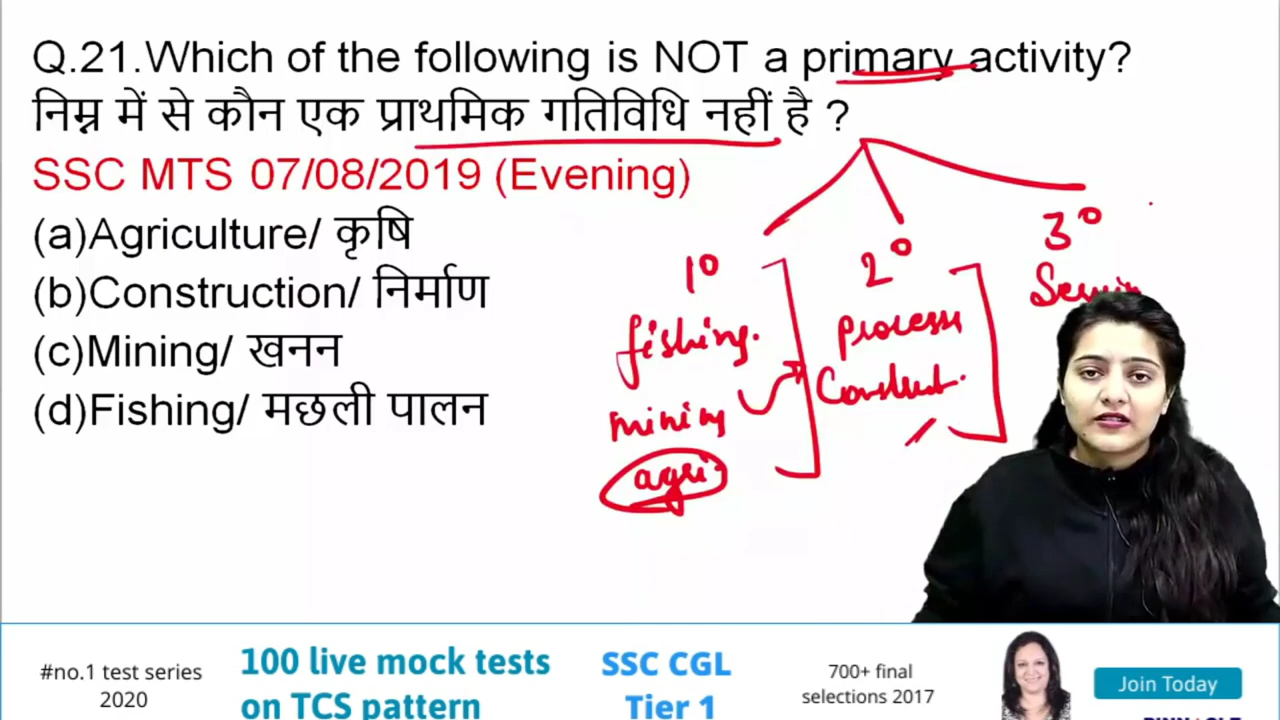 Q.21.Which of the following is NOT a primary activity?
निम्न में से कौन एक प्राथमिक गतिविधि नहीं है ?
SSC MTS 07/08/2019 (Evening)
(a)Agriculture/ कृषि
(b)Construction/ निर्माण
(c)Mining/ खनन
(d)Fishing/ मछली पालन
1° 2° 3°
fishing. Process
mining Construct.
agri.
#no.1 test series
2020
100 live mock tests
on TCS pattern
SSC CGL
Tier 1
700+ final
selections 2017
Join Today